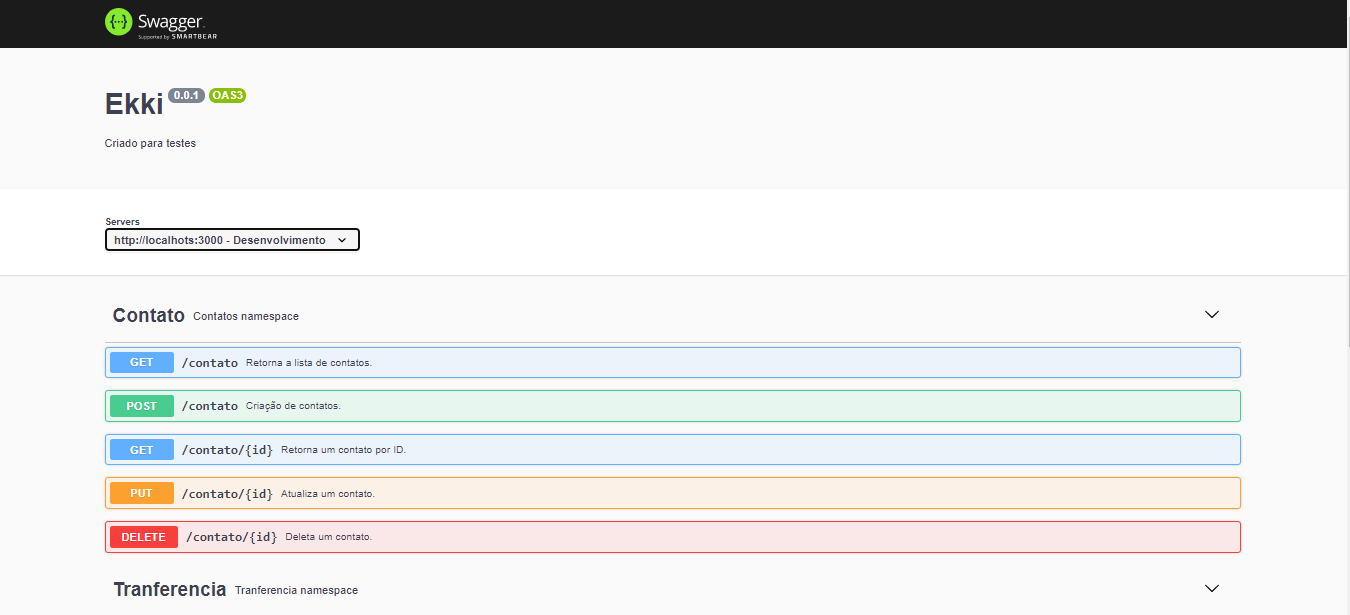 {···} Swagger.
Supported by SMARTBEAR
Ekki 0.0.1 OAS3
Criado para testes
Servers
http://localhots:3000 - Desenvolvimento
Contato Contatos namespace
GET /contato Retorna a lista de contatos.
POST /contato Criação de contatos.
GET /contato/{id} Retorna um contato por ID.
PUT /contato/{id} Atualiza um contato.
DELETE /contato/{id} Deleta um contato.
Tranferencia Tranferencia namespace